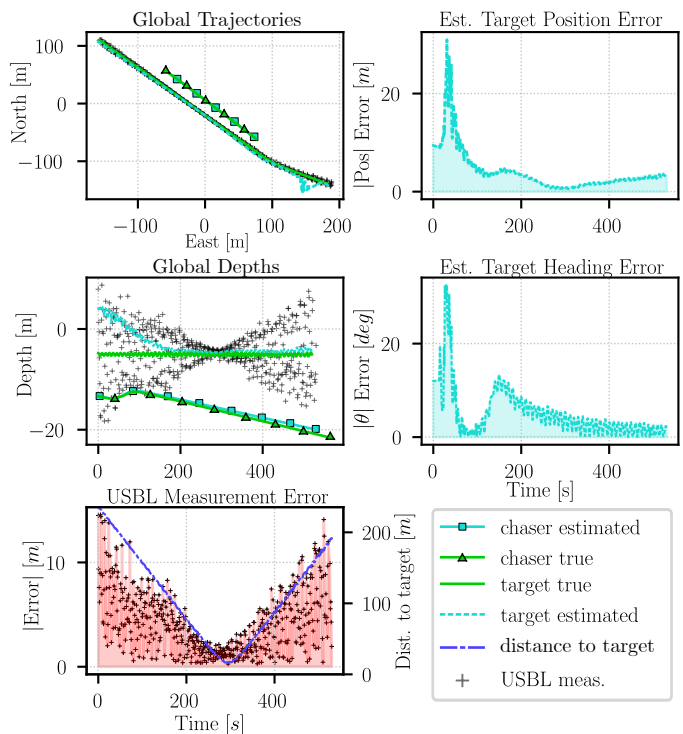 Global Trajectories
North [m]
100
0
−100
−100
0
100
200
East [m]
Est. Target Position Error
|Pos| Error [m]
20
0
0
200
400
Global Depths
Depth [m]
0
−20
0
200
400
Est. Target Heading Error
|θ| Error [deg]
20
0
0
200
400
Time [s]
USBL Measurement Error
|Error| [m]
10
0
0
200
400
Time [s]
200
100
0
Dist. to target [m]
chaser estimated
chaser true
target true
target estimated
distance to target
USBL meas.